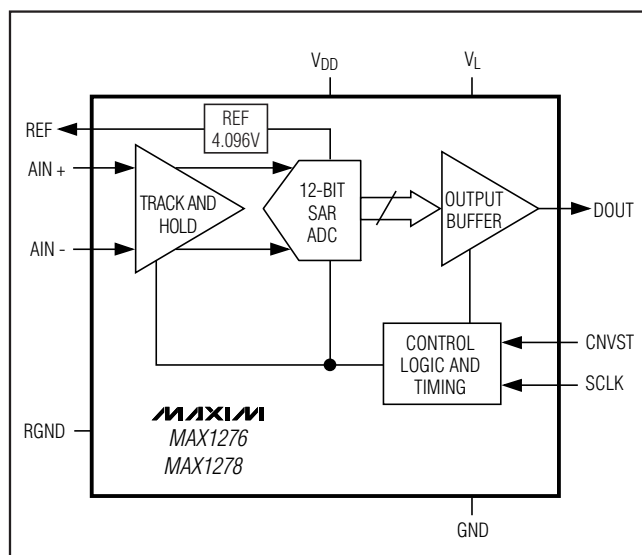 V_DD
V_L
REF
REF
4.096V
AIN +
AIN -
TRACK AND
HOLD
12-BIT
SAR
ADC
OUTPUT
BUFFER
DOUT
CONTROL
LOGIC AND
TIMING
CNVST
SCLK
MAXIM
MAX1276
MAX1278
RGND
GND